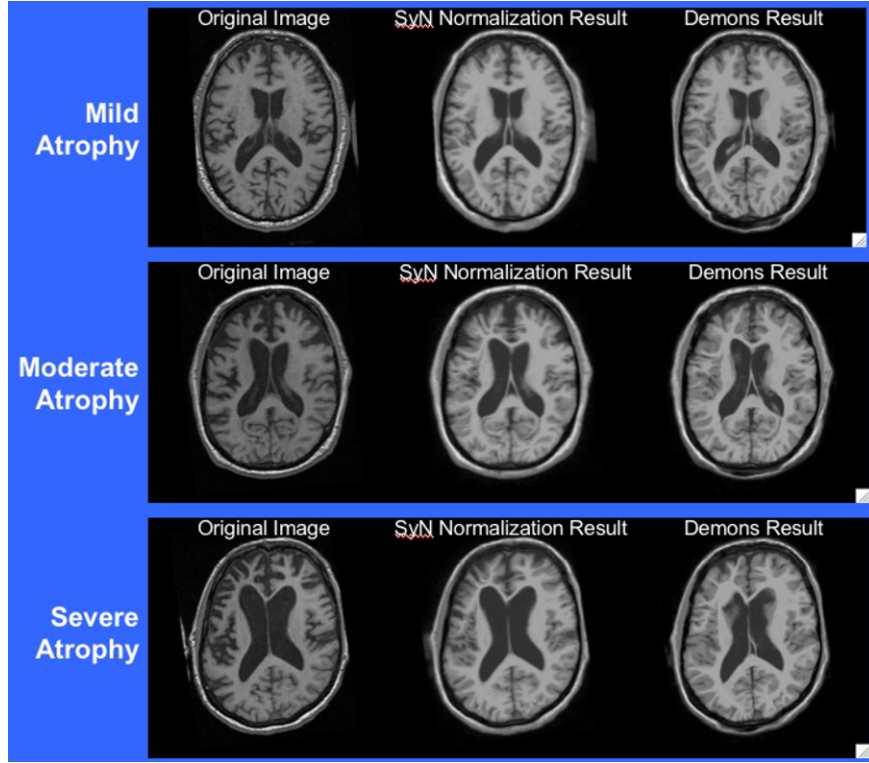 Original Image SyN Normalization Result Demons Result
Mild
Atrophy
Original Image SyN Normalization Result Demons Result
Moderate
Atrophy
Original Image SyN Normalization Result Demons Result
Severe
Atrophy